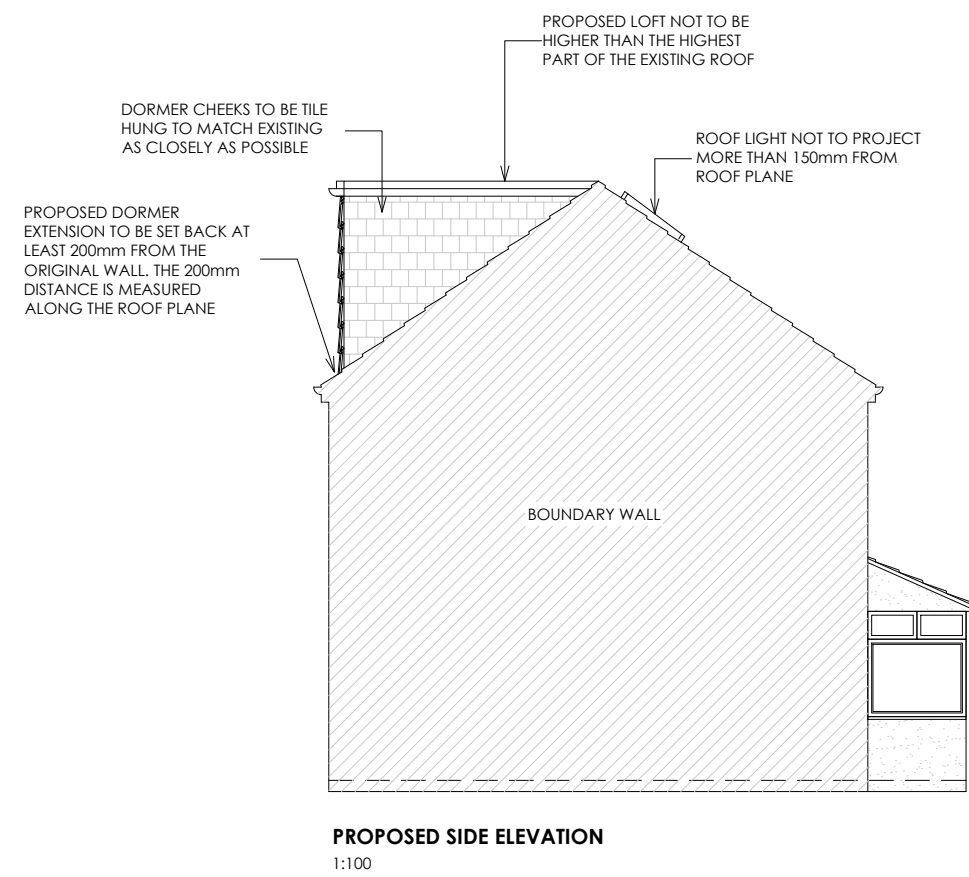 PROPOSED LOFT NOT TO BE
HIGHER THAN THE HIGHEST
PART OF THE EXISTING ROOF
DORMER CHEEKS TO BE TILE
HUNG TO MATCH EXISTING
AS CLOSELY AS POSSIBLE
ROOF LIGHT NOT TO PROJECT
MORE THAN 150mm FROM
ROOF PLANE
PROPOSED DORMER
EXTENSION TO BE SET BACK AT
LEAST 200mm FROM THE
ORIGINAL WALL. THE 200mm
DISTANCE IS MEASURED
ALONG THE ROOF PLANE
BOUNDARY WALL
PROPOSED SIDE ELEVATION
1:100